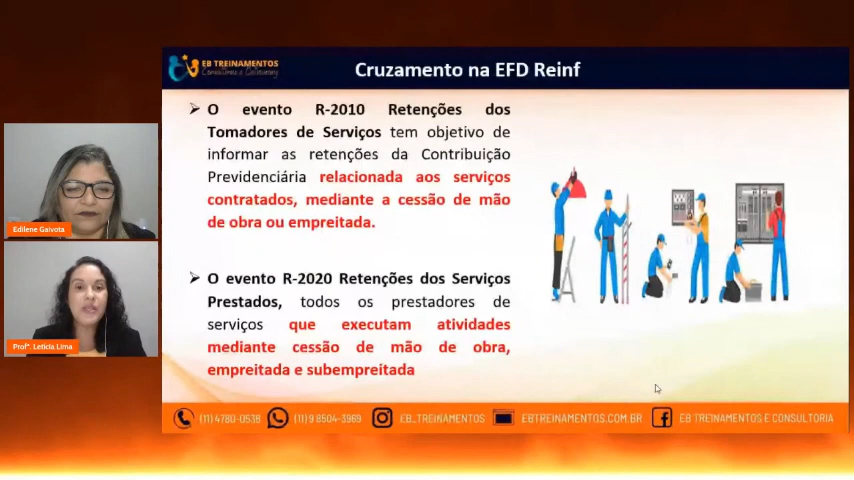 EB TREINAMENTOS
Consultoria e Outsourcing
Cruzamento na EFD Reinf
➢ O evento R-2010 Retenções dos
Tomadores de Serviços tem objetivo de
informar as retenções da Contribuição
Previdenciária relacionada aos serviços
contratados, mediante a cessão de mão
de obra ou empreitada.
➢ O evento R-2020 Retenções dos Serviços
Prestados, todos os prestadores de
serviços que executam atividades
mediante cessão de mão de obra,
empreitada e subempreitada
Edilene Gaivota
Profª. Letícia Lima
(11) 4780-0538 (11) 9 8504-3969 EB_TREINAMENTOS EBTREINAMENTOS.COM.BR EB TREINAMENTOS E CONSULTORIA